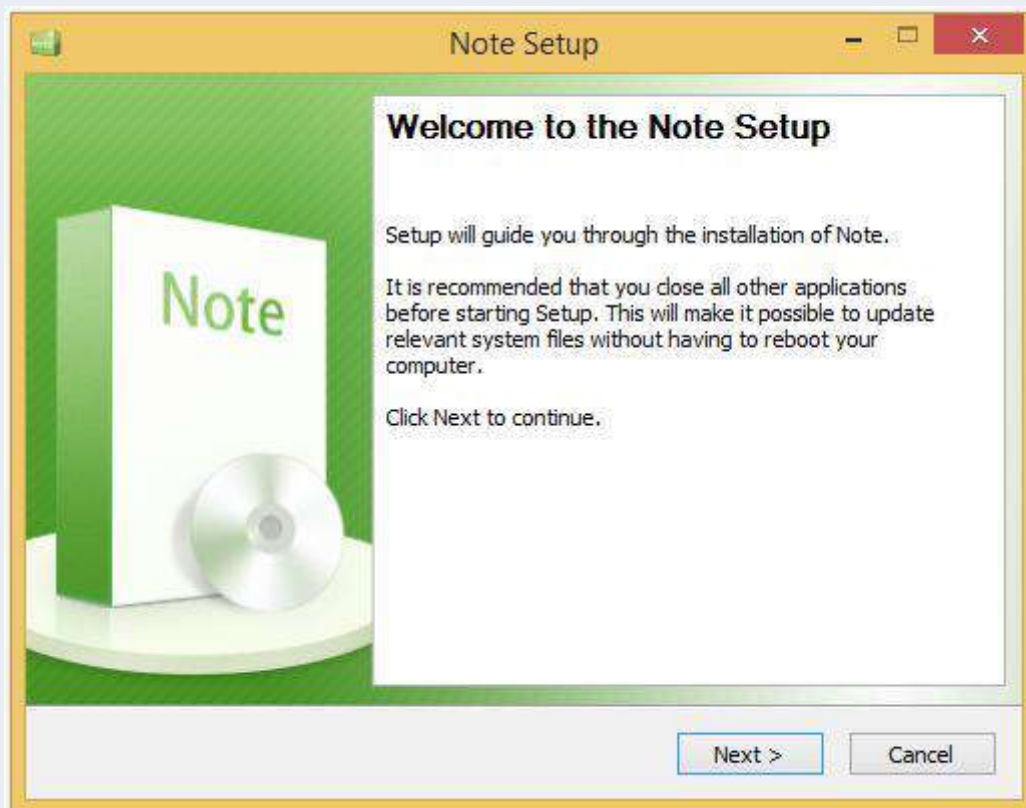 Note Setup
Welcome to the Note Setup
Setup will guide you through the installation of Note.
It is recommended that you close all other applications
before starting Setup. This will make it possible to update
relevant system files without having to reboot your
computer.
Click Next to continue.
Note
Next >
Cancel